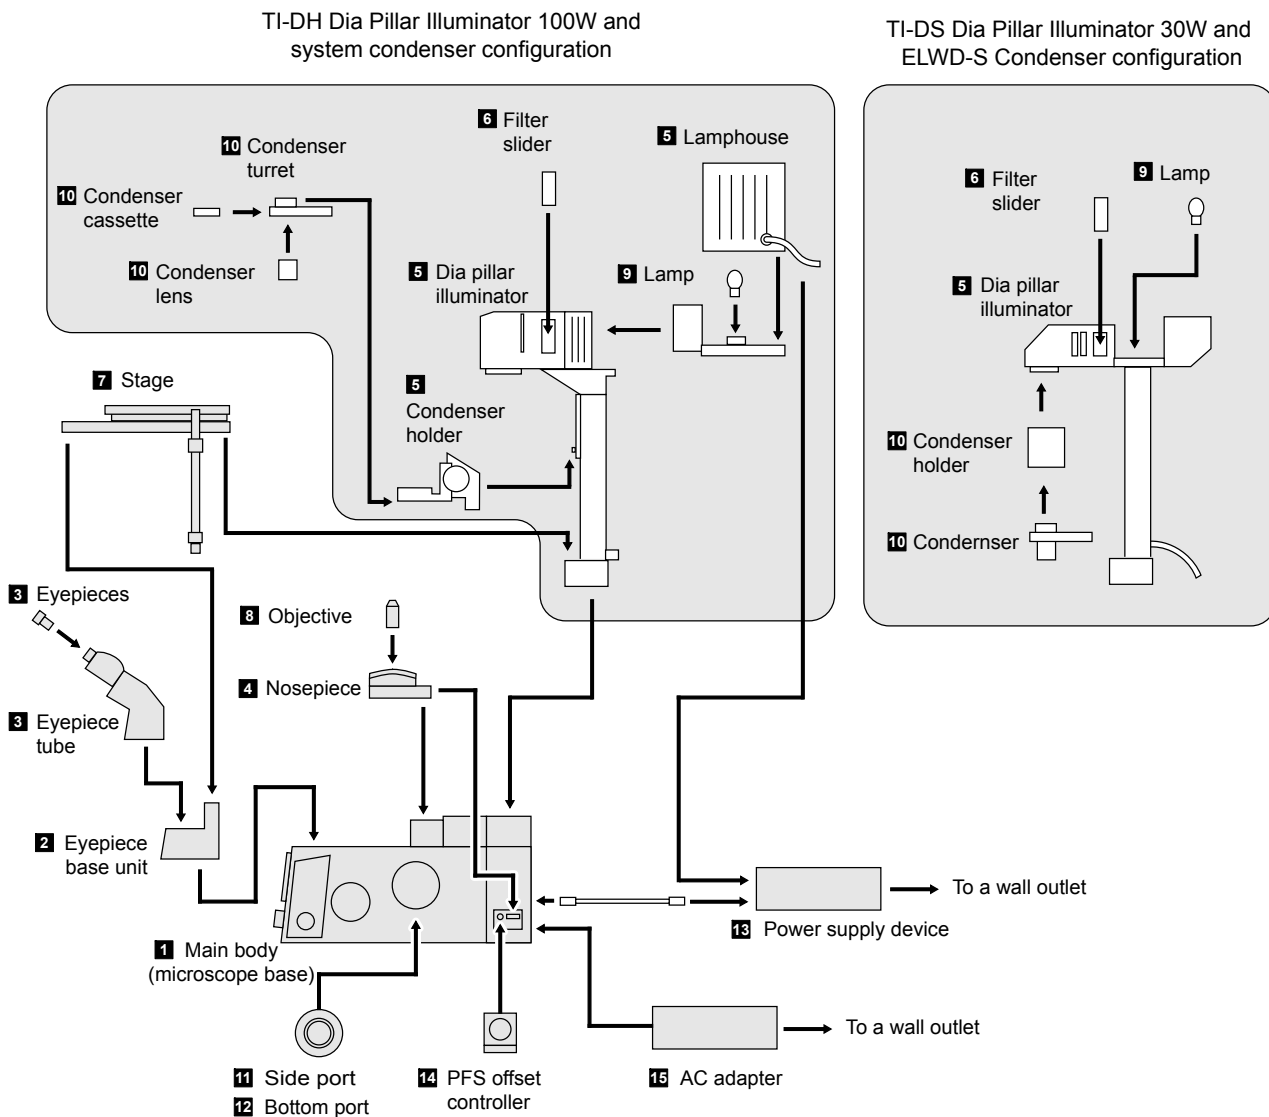 TI-DH Dia Pillar Illuminator 100W and
system condenser configuration
TI-DS Dia Pillar Illuminator 30W and
ELWD-S Condenser configuration
6 Filter
slider
5 Lamphouse
10 Condenser
turret
10 Condenser
cassette
10 Condenser
lens
5 Dia pillar
illuminator
9 Lamp
5
Condenser
holder
6 Filter
slider
9 Lamp
5 Dia pillar
illuminator
10 Condenser
holder
10 Condernser
7 Stage
3 Eyepieces
8 Objective
4 Nosepiece
3 Eyepiece
tube
2 Eyepiece
base unit
1 Main body
(microscope base)
To a wall outlet
13 Power supply device
To a wall outlet
11 Side port
12 Bottom port
14 PFS offset
controller
15 AC adapter